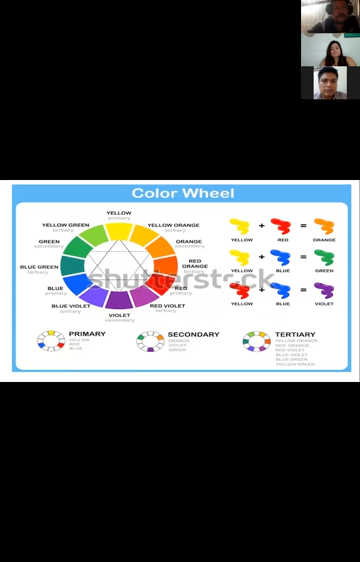 Color Wheel
YELLOW
primary
YELLOW GREEN
tertiary
YELLOW ORANGE
tertiary
GREEN
secondary
ORANGE
secondary
BLUE GREEN
tertiary
RED
ORANGE
tertiary
BLUE
primary
RED
primary
BLUE VIOLET
tertiary
RED VIOLET
tertiary
VIOLET
secondary
shutterstock
+ =
YELLOW RED ORANGE
+ =
YELLOW BLUE GREEN
+ =
YELLOW BLUE VIOLET
PRIMARY
YELLOW
RED
BLUE
SECONDARY
ORANGE
VIOLET
GREEN
TERTIARY
YELLOW ORANGE
RED ORANGE
RED VIOLET
BLUE VIOLET
BLUE GREEN
YELLOW GREEN